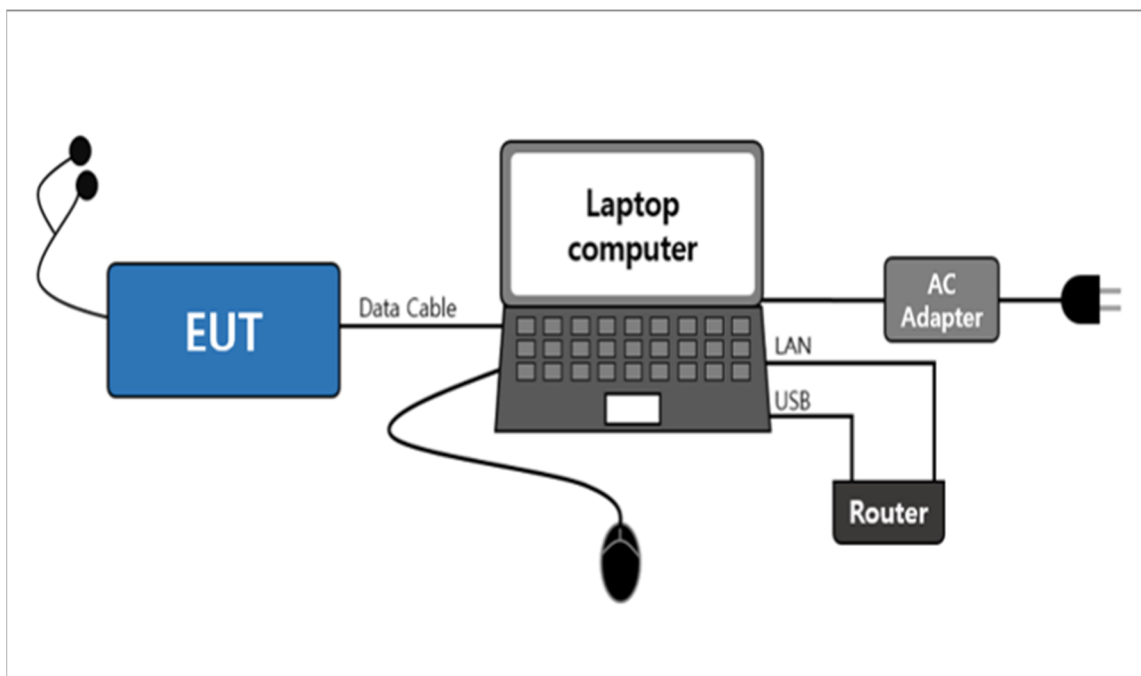 Laptop
computer
EUT
Data Cable
AC
Adapter
LAN
USB
Router